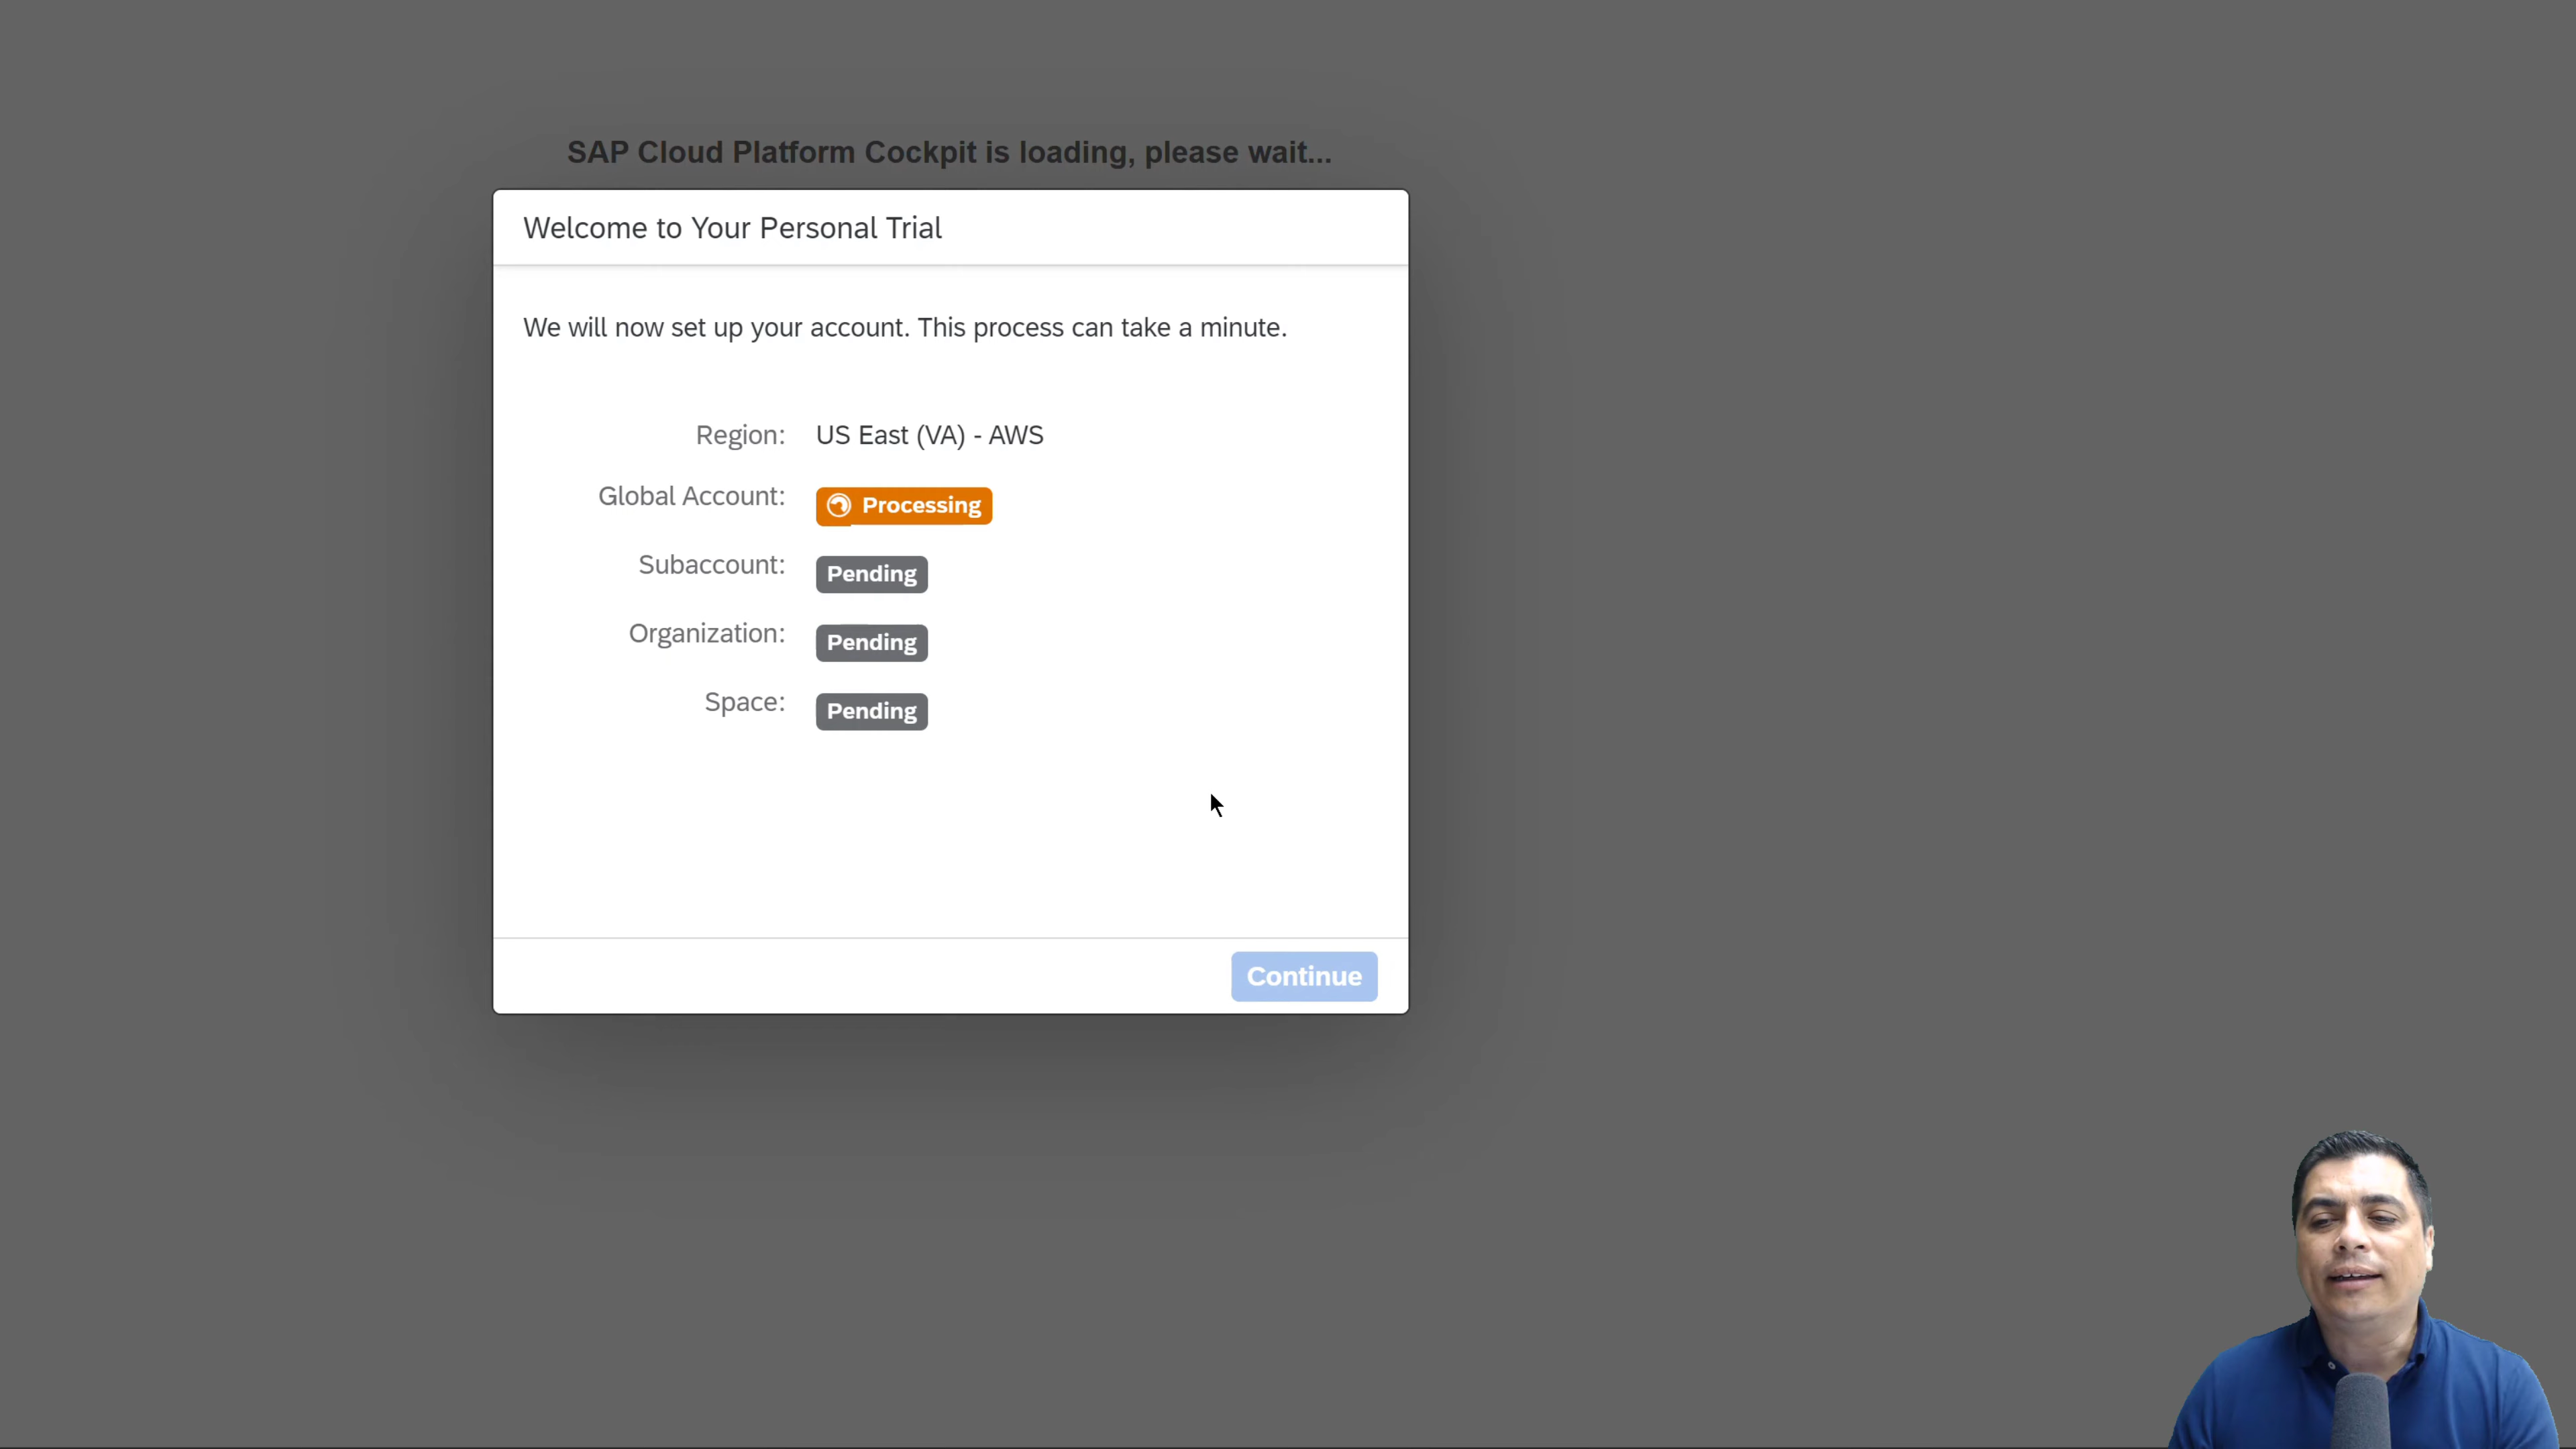 SAP Cloud Platform Cockpit is loading, please wait...
Welcome to Your Personal Trial
We will now set up your account. This process can take a minute.
Region: US East (VA) - AWS
Global Account: Processing
Subaccount: Pending
Organization: Pending
Space: Pending
Continue